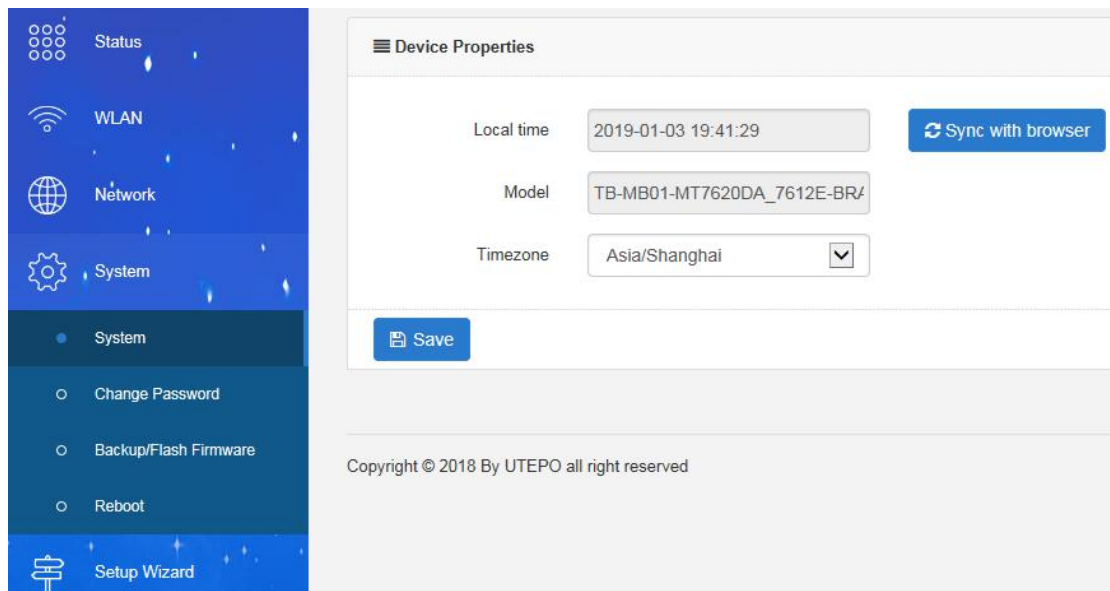 Status
WLAN
Network
System
System
Change Password
Backup/Flash Firmware
Reboot
Setup Wizard
Device Properties
Local time 2019-01-03 19:41:29 Sync with browser
Model TB-MB01-MT7620DA_7612E-BRA
Timezone Asia/Shanghai
Save
Copyright © 2018 By UTEPO all right reserved